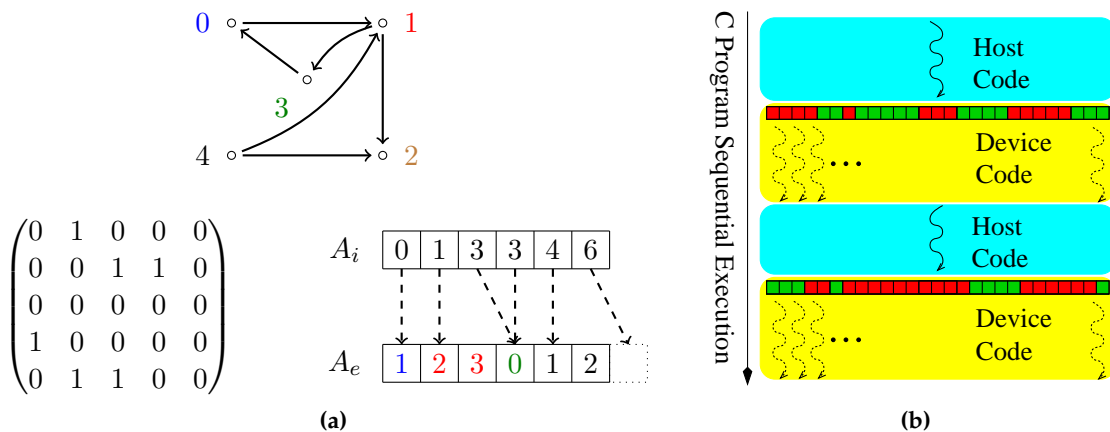 0
1
3
4
2
0 1 0 0 0
0 0 1 1 0
0 0 0 0 0
1 0 0 0 0
0 1 1 0 0
A_i 0 1 3 3 4 6
A_e 1 2 3 0 1 2
(a)
C Program Sequential Execution
Host
Code
Device
Code
...
Host
Code
Device
Code
...
(b)